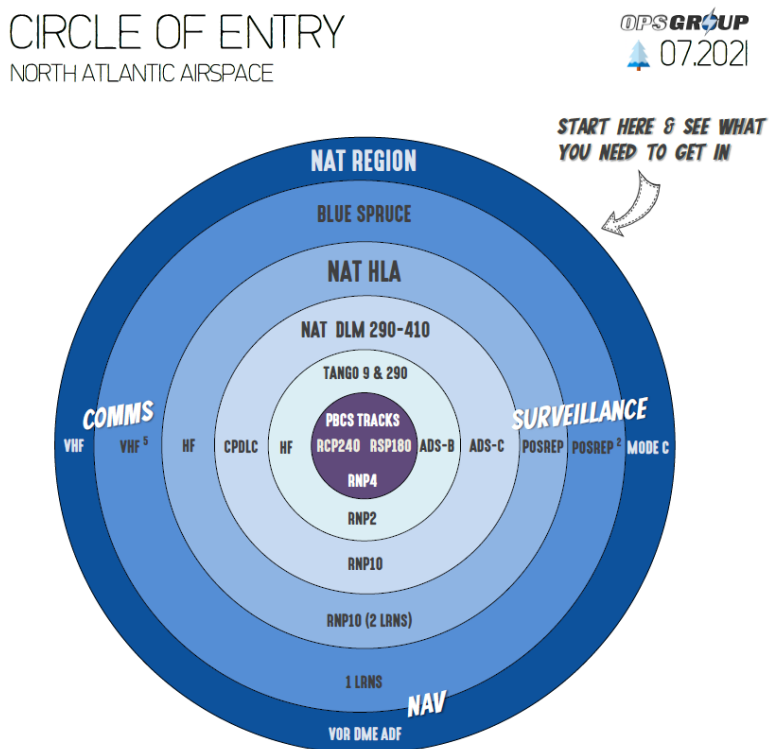 CIRCLE OF ENTRY
NORTH ATLANTIC AIRSPACE
OPSGROUP
07.2021
START HERE & SEE WHAT
YOU NEED TO GET IN
NAT REGION
BLUE SPRUCE
NAT HLA
NAT DLM 290-410
TANGO 9 & 290
PBCS TRACKS
COMMS
SURVEILLANCE
VHF VHF 5 HF CPDLC HF RCP240 RSP180 ADS-B ADS-C POSREP POSREP 2 MODE C
RNP4
RNP2
RNP10
RNP10 (2 LRNS)
1 LRNS
NAV
VOR DME ADF